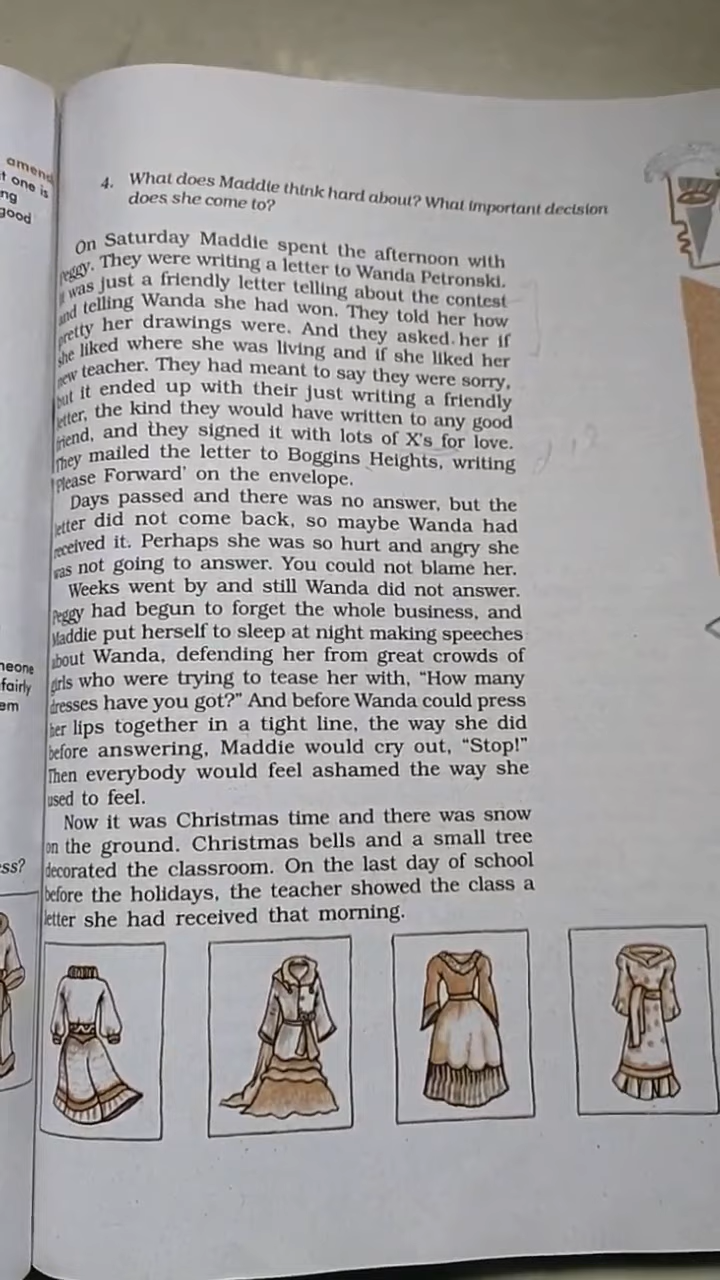 amend
t one is
ng
good
4. What does Maddie think hard about? What important decision
does she come to?
On Saturday Maddie spent the afternoon with
Peggy. They were writing a letter to Wanda Petronski.
It was just a friendly letter telling about the contest
and telling Wanda she had won. They told her how
pretty her drawings were. And they asked her if
she liked where she was living and if she liked her
new teacher. They had meant to say they were sorry,
but it ended up with their just writing a friendly
letter, the kind they would have written to any good
friend, and they signed it with lots of X's for love.
They mailed the letter to Boggins Heights, writing
'Please Forward' on the envelope.
Days passed and there was no answer, but the
letter did not come back, so maybe Wanda had
received it. Perhaps she was so hurt and angry she
was not going to answer. You could not blame her.
Weeks went by and still Wanda did not answer.
Peggy had begun to forget the whole business, and
Maddie put herself to sleep at night making speeches
about Wanda, defending her from great crowds of
girls who were trying to tease her with, “How many
dresses have you got?” And before Wanda could press
her lips together in a tight line, the way she did
before answering, Maddie would cry out, “Stop!”
Then everybody would feel ashamed the way she
used to feel.
Now it was Christmas time and there was snow
on the ground. Christmas bells and a small tree
decorated the classroom. On the last day of school
before the holidays, the teacher showed the class a
letter she had received that morning.
meone
fairly
em
ess?